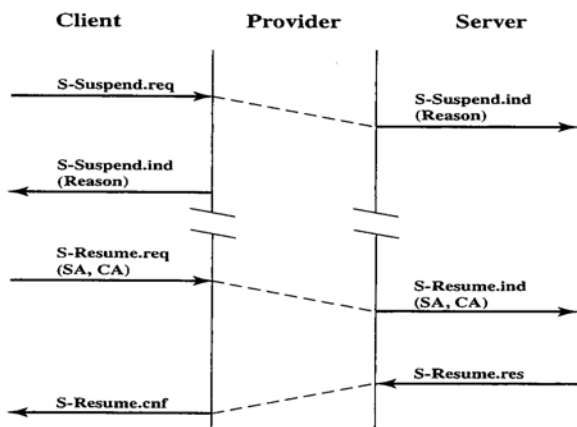 Client Provider Server
S-Suspend.req
S-Suspend.ind
(Reason)
S-Suspend.ind
(Reason)
S-Resume.req
(SA, CA)
S-Resume.ind
(SA, CA)
S-Resume.res
S-Resume.cnf